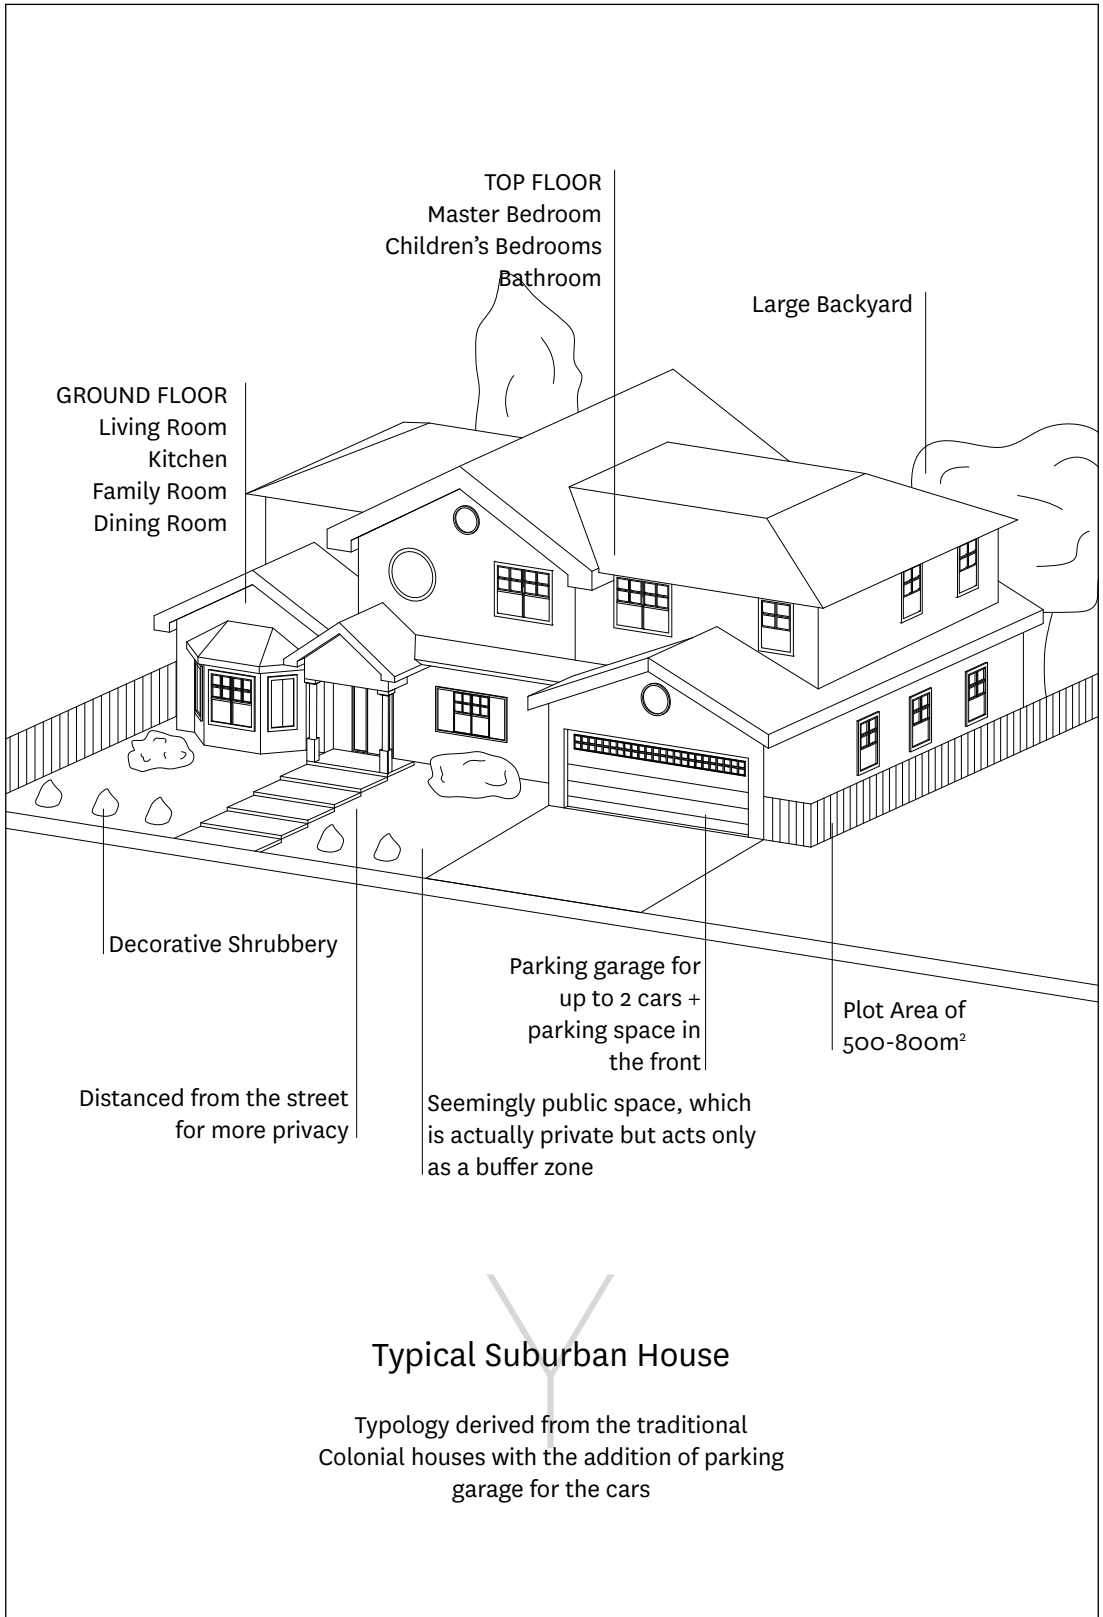 TOP FLOOR
Master Bedroom
Children’s Bedrooms
Bathroom
Large Backyard
GROUND FLOOR
Living Room
Kitchen
Family Room
Dining Room
Decorative Shrubbery
Parking garage for
up to 2 cars +
parking space in
the front
Plot Area of
500-800m²
Distanced from the street
for more privacy
Seemingly public space, which
is actually private but acts only
as a buffer zone
Y
Typical Suburban House
Typology derived from the traditional
Colonial houses with the addition of parking
garage for the cars